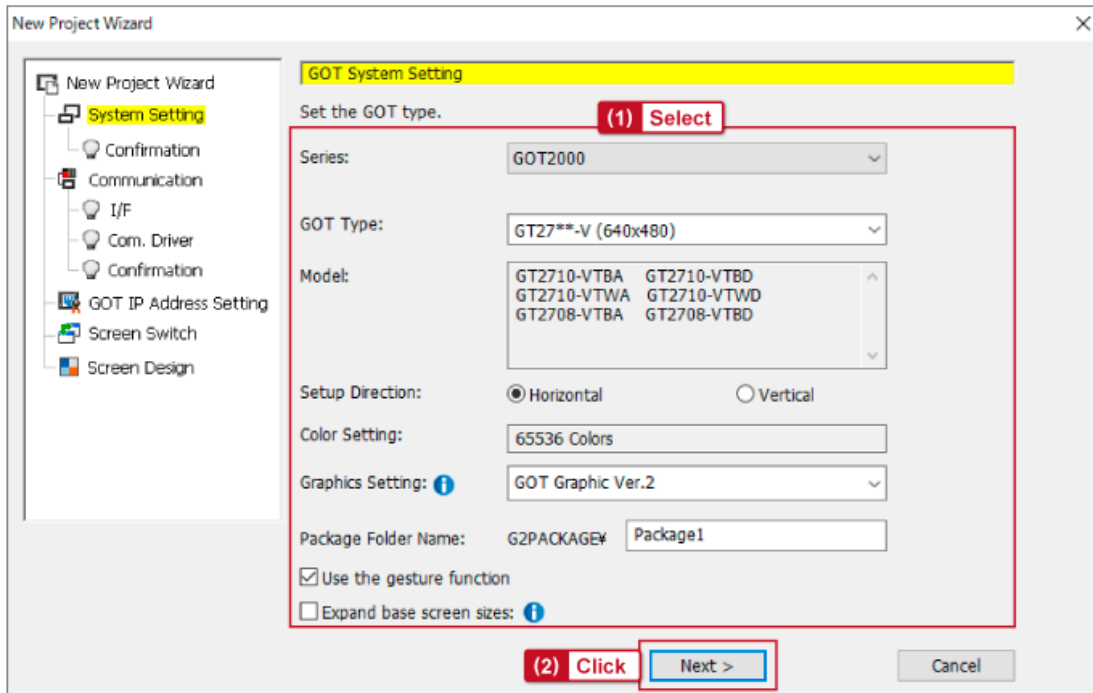 New Project Wizard
New Project Wizard
System Setting
Confirmation
Communication
I/F
Com. Driver
Confirmation
GOT IP Address Setting
Screen Switch
Screen Design
GOT System Setting
Set the GOT type.
(1) Select
Series: GOT2000
GOT Type: GT27**-V (640x480)
Model: GT2710-VTBA GT2710-VTBD
GT2710-VTWA GT2710-VTWD
GT2708-VTBA GT2708-VTBD
Setup Direction: Horizontal Vertical
Color Setting: 65536 Colors
Graphics Setting: GOT Graphic Ver.2
Package Folder Name: G2PACKAGE¥ Package1
Use the gesture function
Expand base screen sizes:
(2) Click Next > Cancel